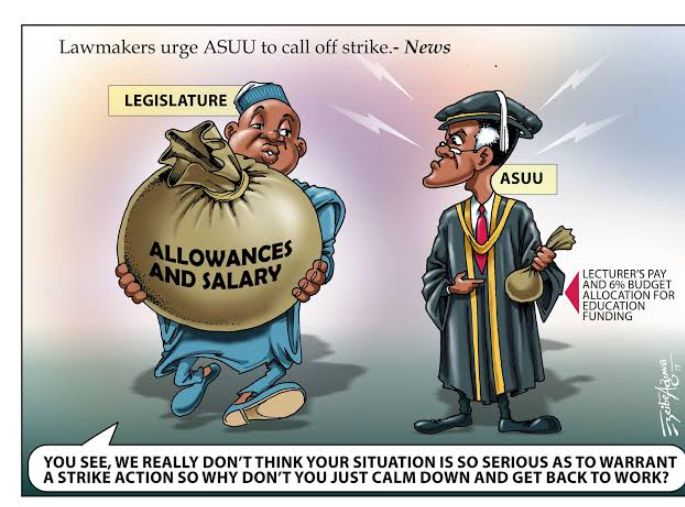 Lawmakers urge ASUU to call off strike.- News
LEGISLATURE
ASUU
ALLOWANCES
AND SALARY
LECTURER'S PAY
AND 6% BUDGET
ALLOCATION FOR
EDUCATION
FUNDING
YOU SEE, WE REALLY DON'T THINK YOUR SITUATION IS SO SERIOUS AS TO WARRANT
A STRIKE ACTION SO WHY DON'T YOU JUST CALM DOWN AND GET BACK TO WORK?